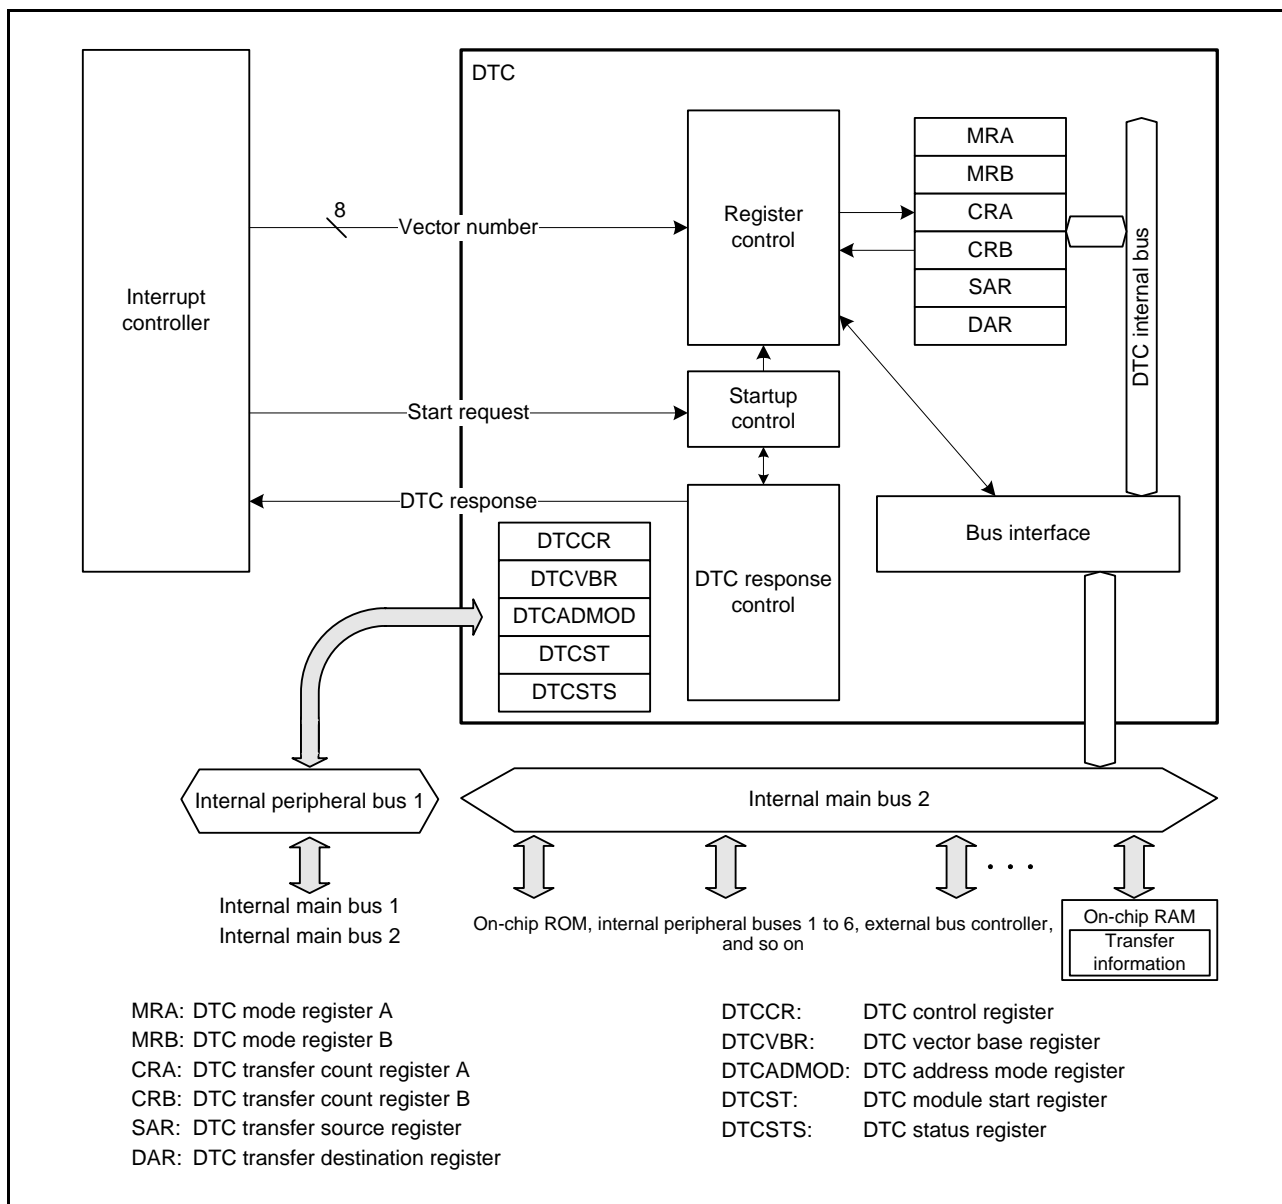 DTC
MRA
MRB
CRA
CRB
SAR
DAR
8
Vector number
Register
control
DTC internal bus
Interrupt
controller
Start request
Startup
control
DTC response
Bus interface
DTCCR
DTCVBR
DTCADMOD
DTCST
DTCSTS
DTC response
control
Internal peripheral bus 1
Internal main bus 2
Internal main bus 1
Internal main bus 2
On-chip ROM, internal peripheral buses 1 to 6, external bus controller,
and so on
. . .
On-chip RAM
Transfer
information
MRA: DTC mode register A
MRB: DTC mode register B
CRA: DTC transfer count register A
CRB: DTC transfer count register B
SAR: DTC transfer source register
DAR: DTC transfer destination register
DTCCR: DTC control register
DTCVBR: DTC vector base register
DTCADMOD: DTC address mode register
DTCST: DTC module start register
DTCSTS: DTC status register